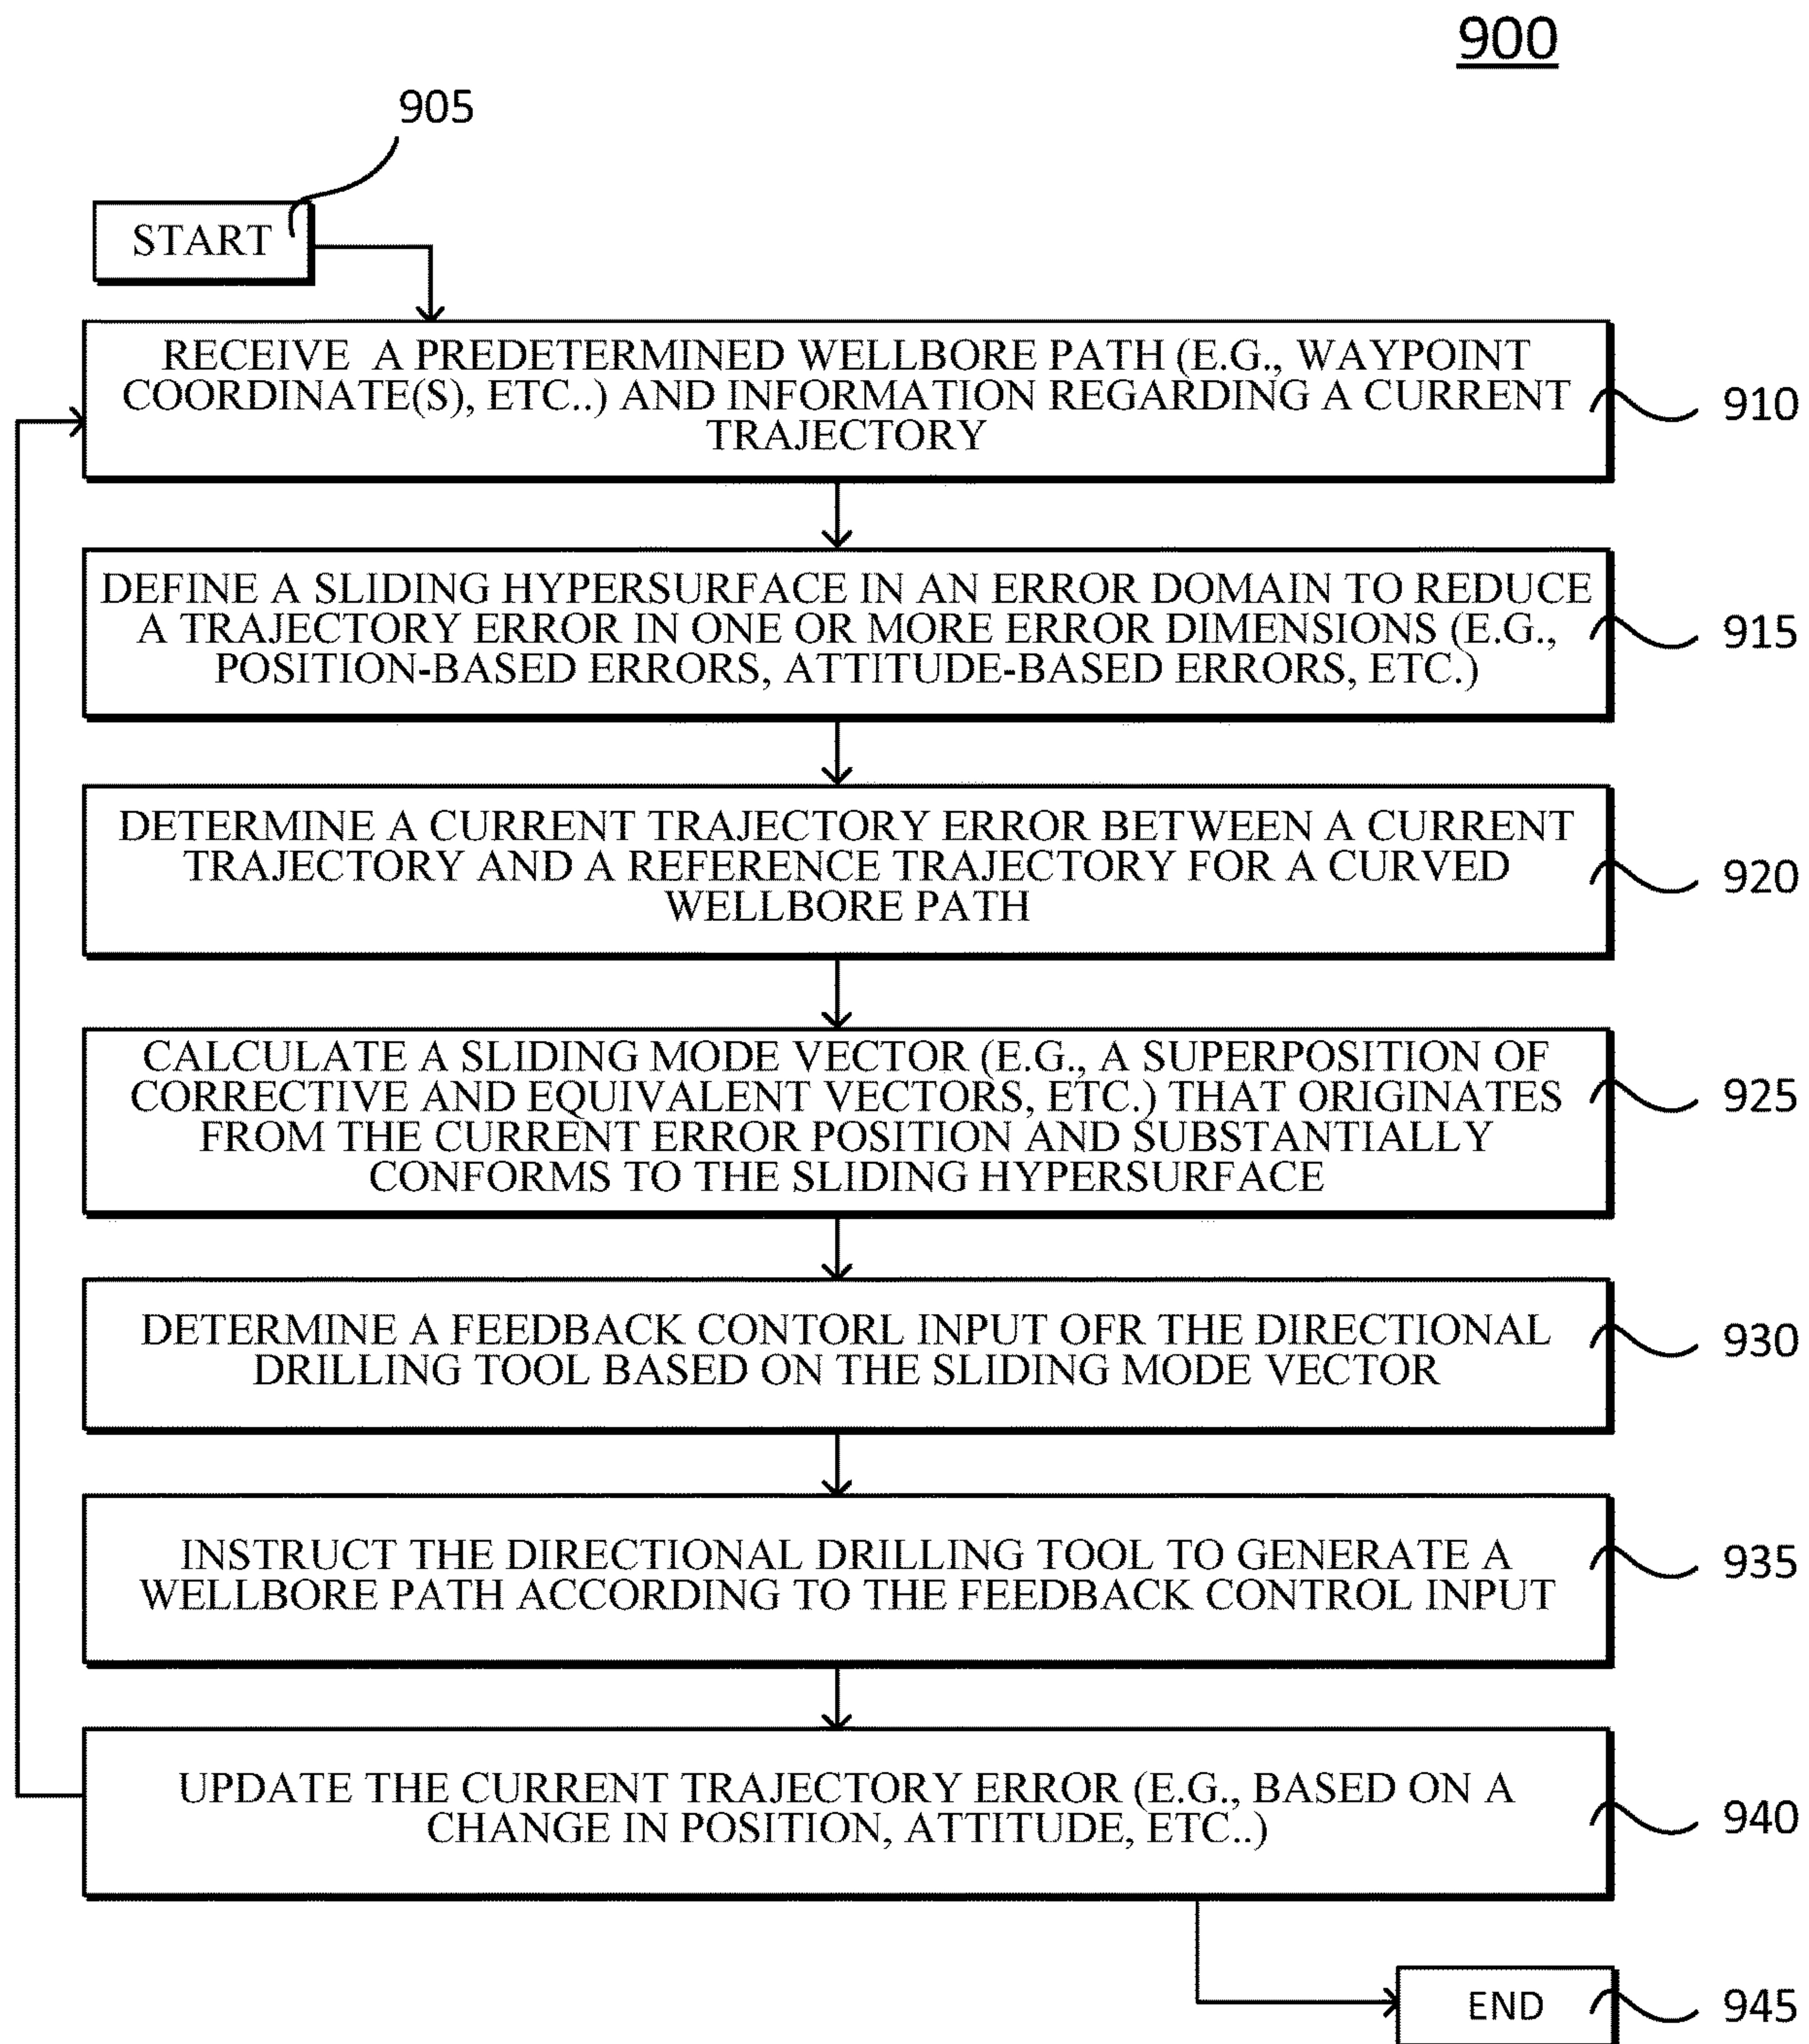 900
905
START
RECEIVE A PREDETERMINED WELLBORE PATH (E.G., WAYPOINT
COORDINATE(S), ETC..) AND INFORMATION REGARDING A CURRENT
TRAJECTORY
910
DEFINE A SLIDING HYPERSURFACE IN AN ERROR DOMAIN TO REDUCE
A TRAJECTORY ERROR IN ONE OR MORE ERROR DIMENSIONS (E.G.,
POSITION-BASED ERRORS, ATTITUDE-BASED ERRORS, ETC.)
915
DETERMINE A CURRENT TRAJECTORY ERROR BETWEEN A CURRENT
TRAJECTORY AND A REFERENCE TRAJECTORY FOR A CURVED
WELLBORE PATH
920
CALCULATE A SLIDING MODE VECTOR (E.G., A SUPERPOSITION OF
CORRECTIVE AND EQUIVALENT VECTORS, ETC.) THAT ORIGINATES
FROM THE CURRENT ERROR POSITION AND SUBSTANTIALLY
CONFORMS TO THE SLIDING HYPERSURFACE
925
DETERMINE A FEEDBACK CONTORL INPUT OFR THE DIRECTIONAL
DRILLING TOOL BASED ON THE SLIDING MODE VECTOR
930
INSTRUCT THE DIRECTIONAL DRILLING TOOL TO GENERATE A
WELLBORE PATH ACCORDING TO THE FEEDBACK CONTROL INPUT
935
UPDATE THE CURRENT TRAJECTORY ERROR (E.G., BASED ON A
CHANGE IN POSITION, ATTITUDE, ETC..)
940
END
945